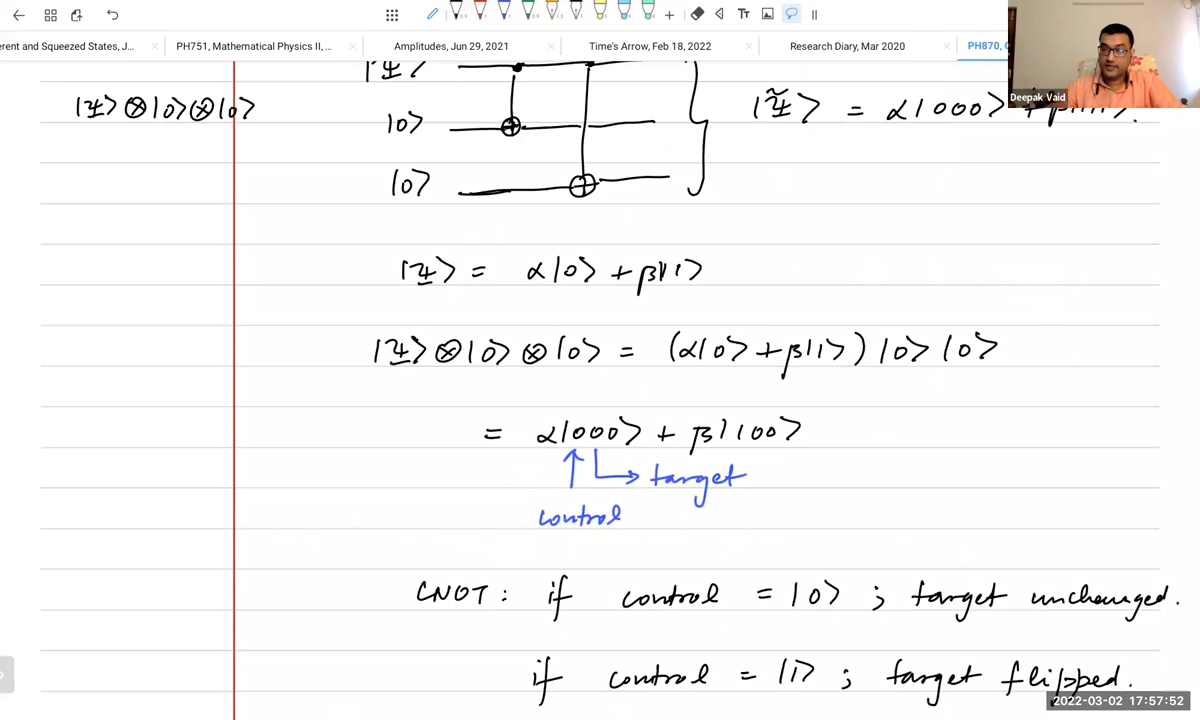 erent and Squeezed States, J... × PH751, Mathematical Physics II, ... × Amplitudes, Jun 29, 2021 × Time's Arrow, Feb 18, 2022 × Research Diary, Mar 2020 × PH870, Q
Deepak Vaid
|Ψ⟩
|Ψ⟩⊗|0⟩⊗|0⟩
|0⟩
|Ψ̃⟩ = α|000⟩ + β|111⟩.
|0⟩
|Ψ⟩ = α|0⟩ + β|1⟩
|Ψ⟩⊗|0⟩⊗|0⟩ = (α|0⟩ + β|1⟩) |0⟩ |0⟩
= α|000⟩ + β|100⟩
target
control
CNOT : if control = |0⟩ ; target unchanged.
if control = |1⟩ ; target flipped.
2022-03-02 17:57:52